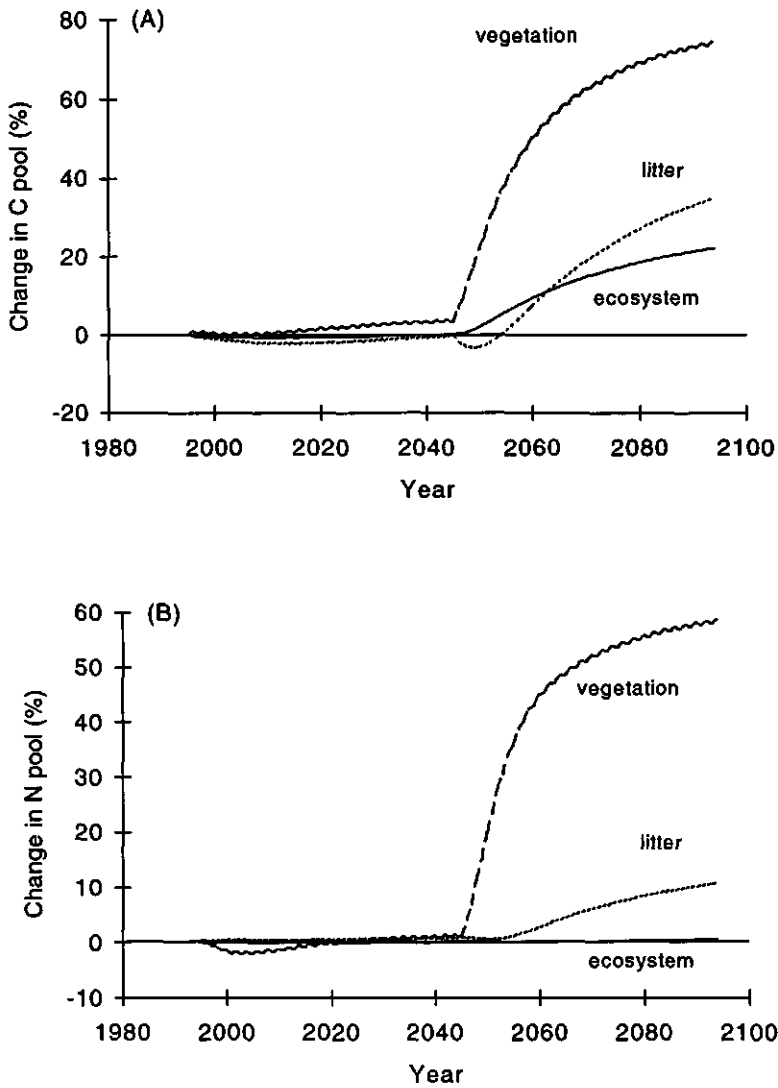 (A)
80
vegetation
60
40
litter
20
ecosystem
0
-20
Change in C pool (%)
1980 2000 2020 2040 2060 2080 2100
Year
(B)
60
50
vegetation
40
30
20
litter
10
0
ecosystem
-10
Change in N pool (%)
1980 2000 2020 2040 2060 2080 2100
Year